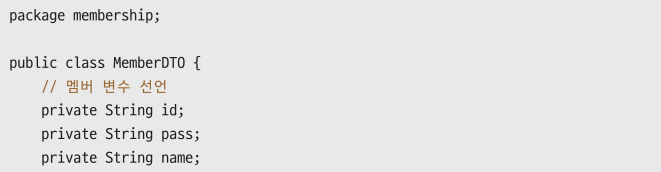 package membership;
public class MemberDTO {
// 멤버 변수 선언
private String id;
private String pass;
private String name;